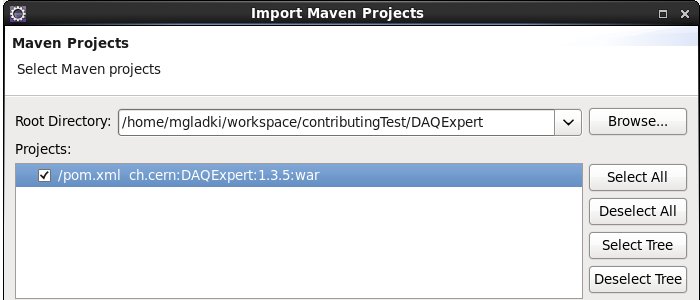 Import Maven Projects
Maven Projects
Select Maven projects
Root Directory: /home/mgladki/workspace/contributingTest/DAQExpert Browse...
Projects:
/pom.xml ch.cern:DAQExpert:1.3.5:war
Select All
Deselect All
Select Tree
Deselect Tree